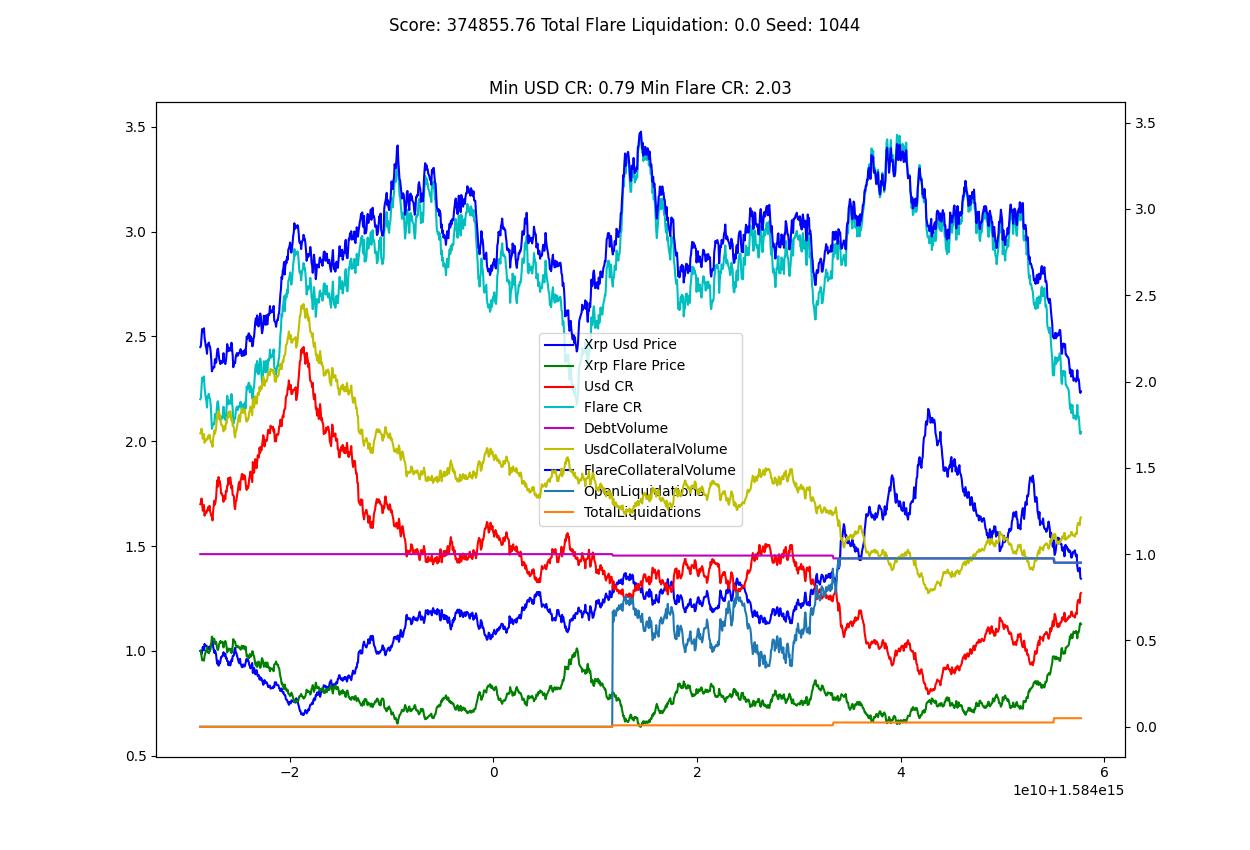 Score: 374855.76 Total Flare Liquidation: 0.0 Seed: 1044
Min USD CR: 0.79 Min Flare CR: 2.03
3.5
3.0
2.5
2.0
1.5
1.0
0.5
3.5
3.0
2.5
2.0
1.5
1.0
0.5
0.0
Xrp Usd Price
Xrp Flare Price
Usd CR
Flare CR
DebtVolume
UsdCollateralVolume
FlareCollateralVolume
OpenLiquidations
TotalLiquidations
−2 0 2 4 6
1e10+1.584e15